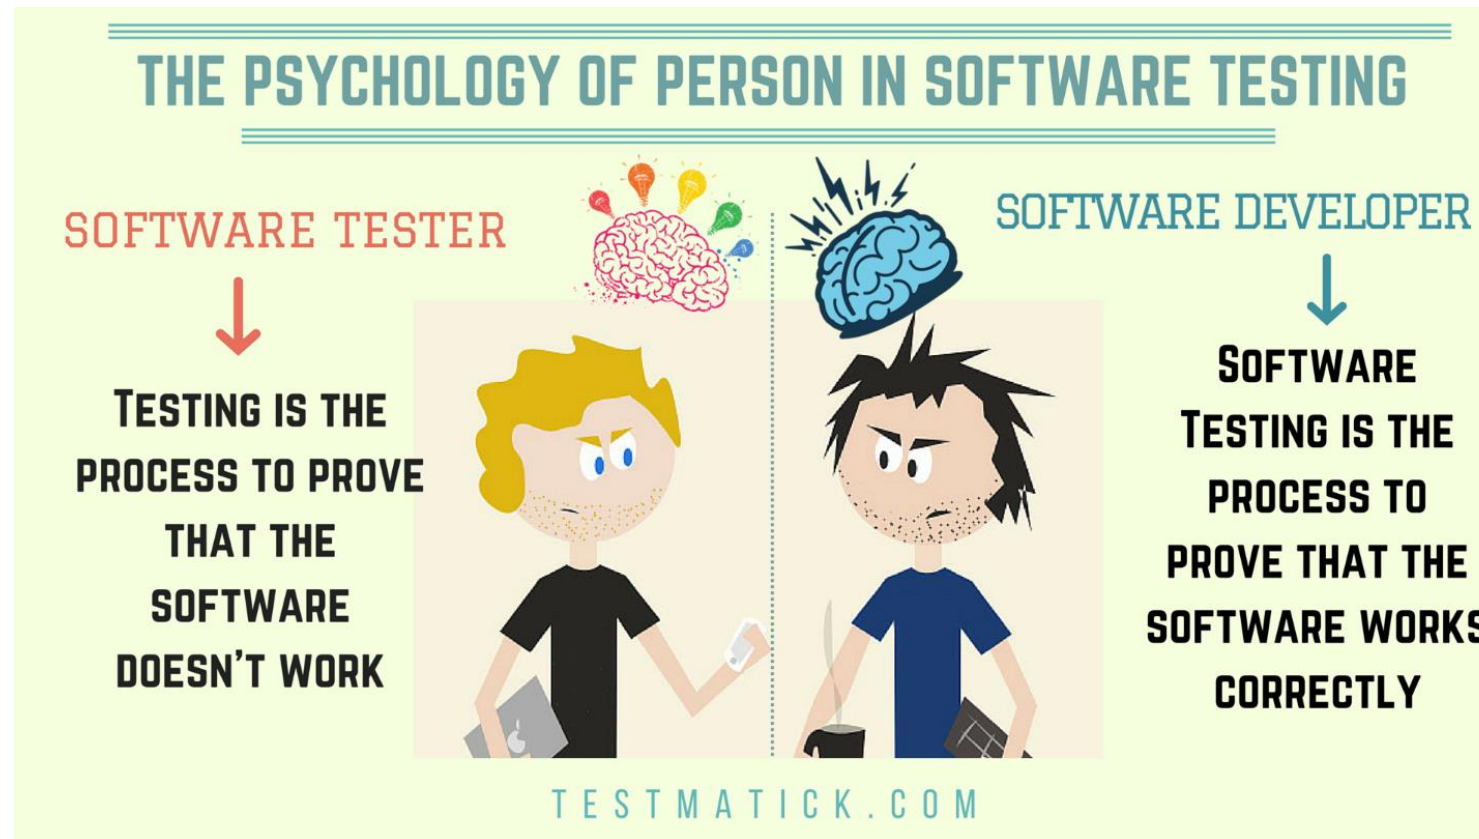 THE PSYCHOLOGY OF PERSON IN SOFTWARE TESTING
SOFTWARE TESTER
TESTING IS THE
PROCESS TO PROVE
THAT THE
SOFTWARE
DOESN'T WORK
SOFTWARE DEVELOPER
SOFTWARE
TESTING IS THE
PROCESS TO
PROVE THAT THE
SOFTWARE WORKS
CORRECTLY
TESTMATICK.COM